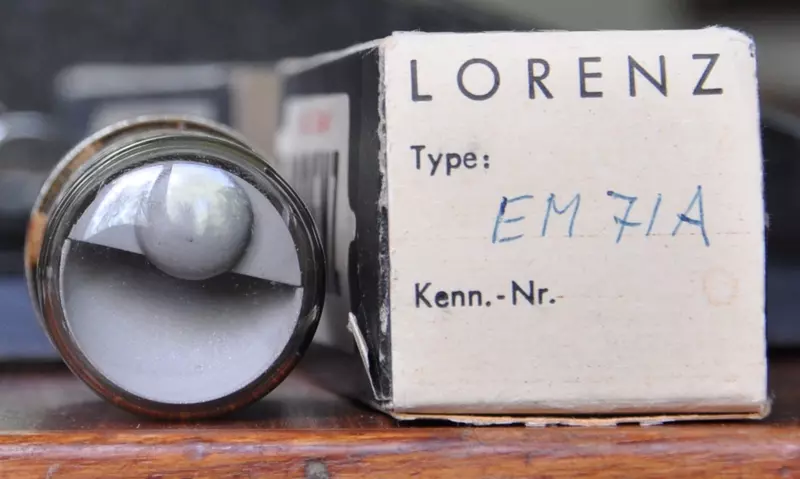 LORENZ
Type:
EM 71A
Kenn.-Nr.